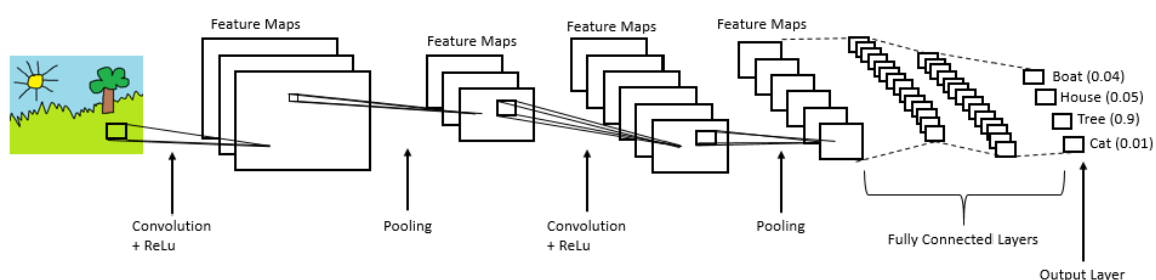 Feature Maps
Feature Maps
Feature Maps
Feature Maps
Boat (0.04)
House (0.05)
Tree (0.9)
Cat (0.01)
Convolution
+ ReLu
Pooling
Convolution
+ ReLu
Pooling
Fully Connected Layers
Output Layer